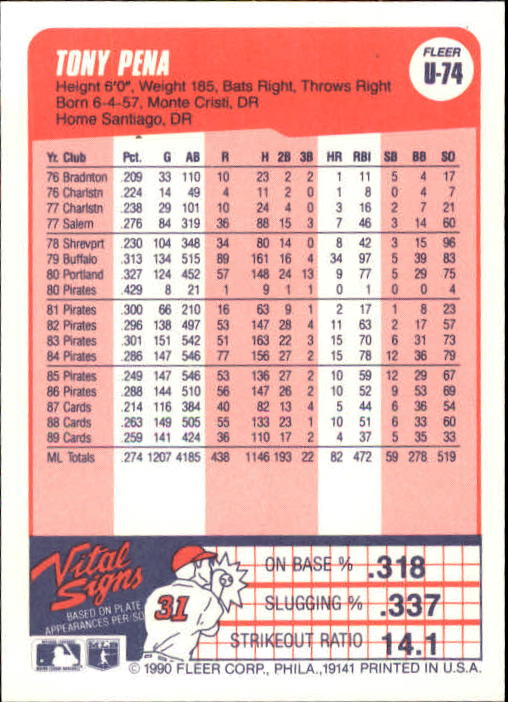 TONY PENA
FLEER
U-74
Height 6'0", Weight 185, Bats Right, Throws Right
Born 6-4-57, Monte Cristi, DR
Home Santiago, DR
Yr. Club Pct. G AB R H 2B 3B HR RBI SB BB SO
76 Bradnton .209 33 110 10 23 2 2 1 11 5 4 17
76 Charlstn .224 14 49 4 11 2 0 1 8 0 4 7
77 Charlstn .238 29 101 10 24 4 0 3 16 2 7 21
77 Salem .276 84 319 36 88 15 3 7 46 3 14 60
78 Shrevprt .230 104 348 34 80 14 0 8 42 3 15 96
79 Buffalo .313 134 515 89 161 16 4 34 97 5 39 83
80 Portland .327 124 452 57 148 24 13 9 77 5 29 75
80 Pirates .429 8 21 1 9 1 1 0 1 0 0 4
81 Pirates .300 66 210 16 63 9 1 2 17 1 8 23
82 Pirates .296 138 497 53 147 28 4 11 63 2 17 57
83 Pirates .301 151 542 51 163 22 3 15 70 6 31 73
84 Pirates .286 147 546 77 156 27 2 15 78 12 36 79
85 Pirates .249 147 546 53 136 27 2 10 59 12 29 67
86 Pirates .288 144 510 56 147 26 2 10 52 9 53 69
87 Cards .214 116 384 40 82 13 4 5 44 6 36 54
88 Cards .263 149 505 55 133 23 1 10 51 6 33 60
89 Cards .259 141 424 36 110 17 2 4 37 5 35 33
ML Totals .274 1207 4185 438 1146 193 22 82 472 59 278 519
Vital Signs
BASED ON PLATE
APPEARANCES PER/SO
31
ON BASE % .318
SLUGGING % .337
STRIKEOUT RATIO 14.1
© 1990 FLEER CORP., PHILA.,19141 PRINTED IN U.S.A.